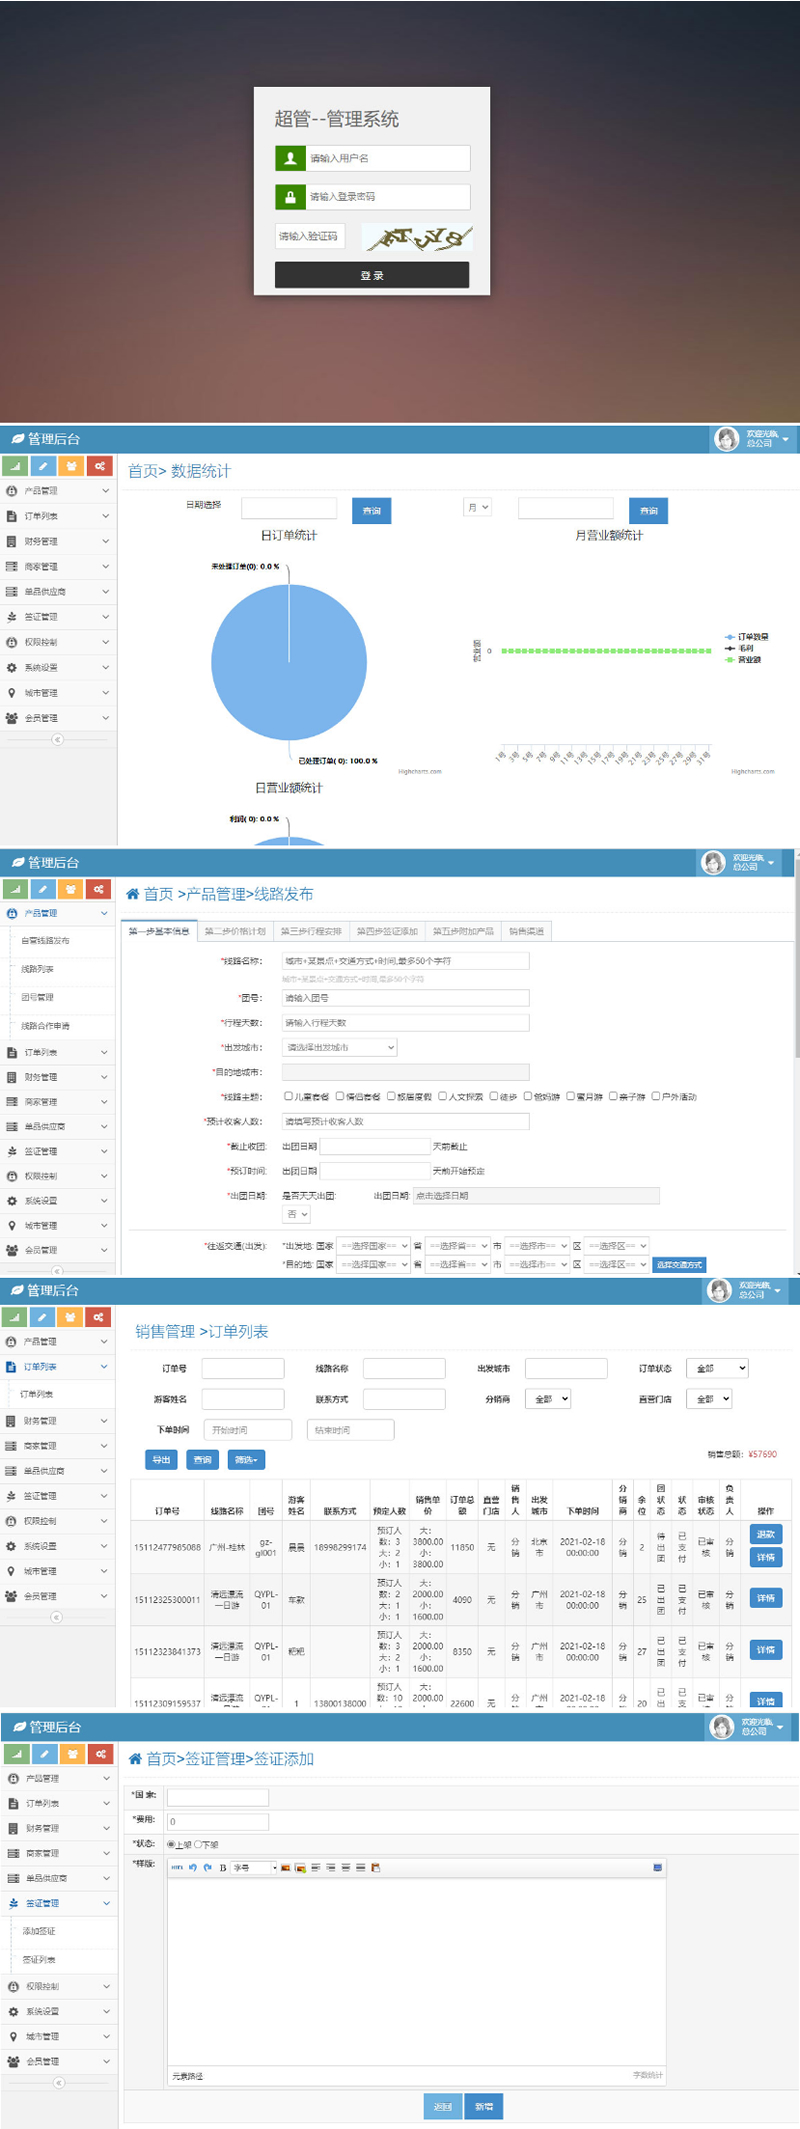 超管--管理系统
请输入用户名
请输入登录密码
请输入验证码
登 录
管理后台
欢迎光临,
总公司
首页> 数据统计
产品管理
订单列表
财务管理
商家管理
单品供应商
签证管理
权限控制
系统设置
城市管理
会员管理
日期选择 查询 月 查询
日订单统计 月营业额统计
未处理订单(0): 0.0 %
已处理订单( 0): 100.0 %
营业额 0
订单数量
毛利
营业额
1号 3号 5号 7号 9号 11号 13号 15号 17号 19号 21号 23号 25号 27号 29号 31号
Highcharts.com Highcharts.com
日营业额统计
利润( 0): 0.0 %
管理后台
欢迎光临,
总公司
首页 >产品管理>线路发布
产品管理
自营线路发布
线路列表
团号管理
线路合作申请
订单列表
财务管理
商家管理
单品供应商
签证管理
权限控制
系统设置
城市管理
会员管理
第一步基本信息 第二步价格计划 第三步行程安排 第四步签证添加 第五步附加产品 销售渠道
*线路名称: 城市+某景点+交通方式+时间,最多50个字符
城市+某景点+交通方式+时间,最多50个字符
*团号: 请输入团号
*行程天数: 请输入行程天数
*出发城市: 请选择出发城市
*目的地城市:
*线路主题: 儿童套餐 情侣套餐 旅居度假 人文探索 徒步 爸妈游 蜜月游 亲子游 户外活动
*预计收客人数: 请填写预计收客人数
*截止收团: 出团日期 天前截止
*预订时间: 出团日期 天前开始预定
*出团日期: 是否天天出团: 出团日期: 点击选择日期
否
*往返交通(出发): *出发地: 国家 ==选择国家== 省 ==选择省== 市 ==选择市== 区 ==选择区==
*目的地: 国家 ==选择国家== 省 ==选择省== 市 ==选择市== 区 ==选择区== 选择交通方式
管理后台
欢迎光临,
总公司
销售管理 >订单列表
产品管理
订单列表
订单列表
财务管理
商家管理
单品供应商
签证管理
权限控制
系统设置
城市管理
会员管理
订单号 线路名称 出发城市 订单状态 全部
游客姓名 联系方式 分销商 全部 直营门店 全部
下单时间 开始时间 结束时间
导出 查询 筛选 销售总额: ¥57690
订单号 线路名称 团号 游客姓名 联系方式 预定人数 销售单价 订单总额 直营门店 销售人 出发城市 下单时间 分销商 余位 团状态 状态 审核状态 负责人 操作
15112477985088 广州-桂林 gz-gl001 晨晨 18998299174 预订人数: 3 大: 2 小: 1 大: 3800.00 小: 3800.00 11850 无 分销 北京市 2021-02-18 00:00:00 分销 2 待出团 已支付 已审核 分销 退款 详情
15112325300011 清远漂流一日游 QYPL-01 车款 预订人数: 2 大: 1 小: 1 大: 2000.00 小: 1600.00 4090 无 分销 广州市 2021-02-18 00:00:00 分销 25 已出团 已支付 已审核 分销 详情
15112323841373 清远漂流一日游 QYPL-01 粑粑 预订人数: 3 大: 2 小: 1 大: 2000.00 小: 1600.00 8350 无 分销 广州市 2021-02-18 00:00:00 分销 27 已出团 已支付 已审核 分销 详情
15112309159537 清远漂流 QYPL- 1 13800138000 预订人数: 10 大: 2000.00 22600 无 分销 广州市 2021-02-18 00:00:00 分销 20 已出 已支 已审核 分销 详情
管理后台
欢迎光临,
总公司
首页>签证管理>签证添加
产品管理
订单列表
财务管理
商家管理
单品供应商
签证管理
添加签证
签证列表
权限控制
系统设置
城市管理
会员管理
*国 家:
*费用: 0
*状态: 上架 下架
*样版: HTML B 字号
元素路径 字数统计
返回 新增